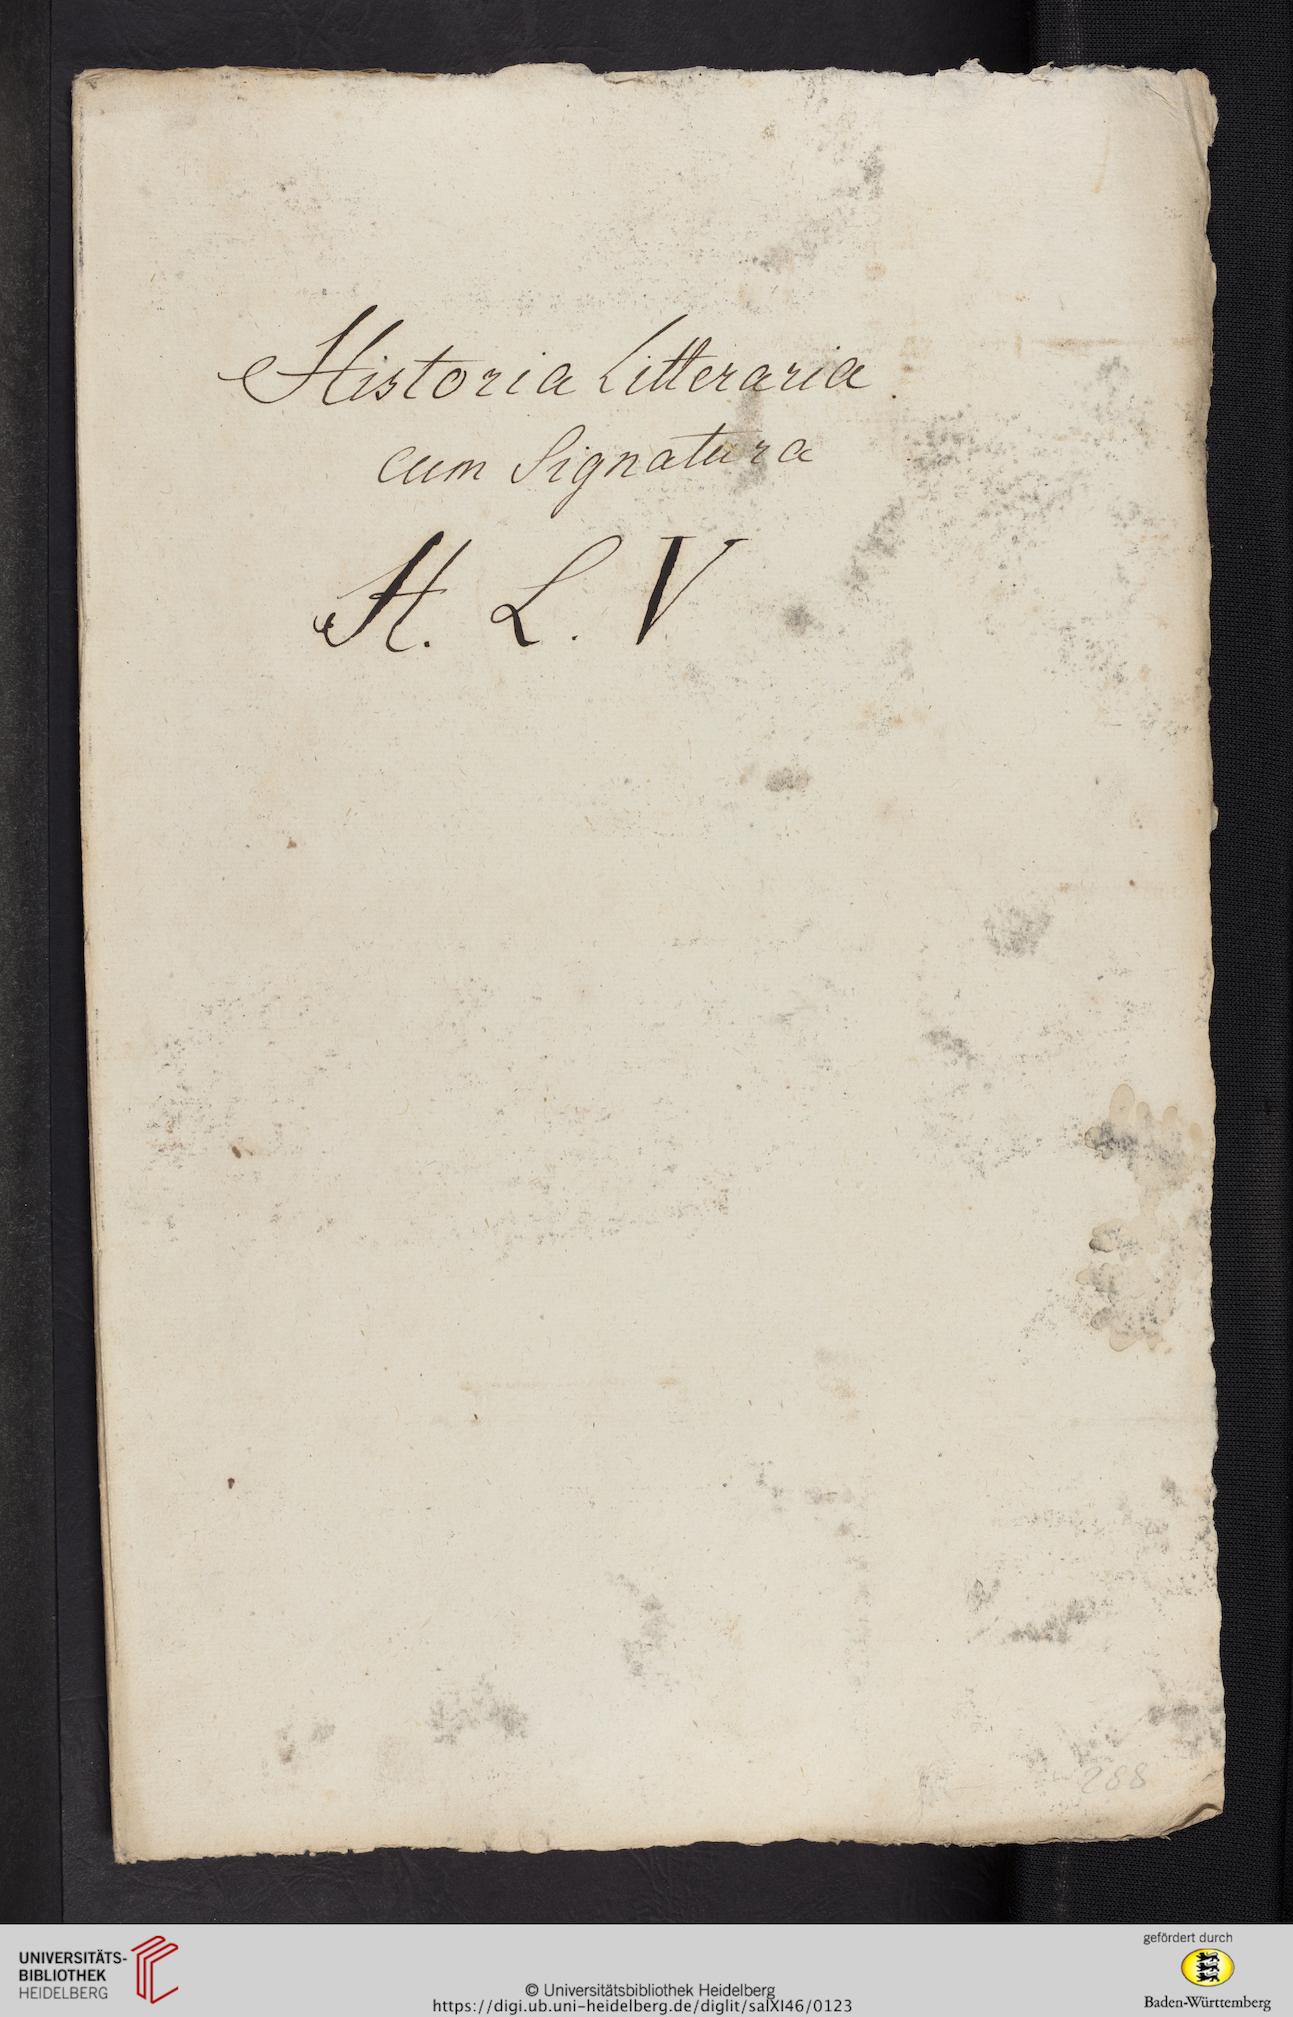 Historia Litteraria.
cum Signatura
H. L. V
288
UNIVERSITÄTS-
BIBLIOTHEK
HEIDELBERG
© Universitätsbibliothek Heidelberg
https://digi.ub.uni-heidelberg.de/diglit/salXI46/0123
gefördert durch
Baden-Württemberg